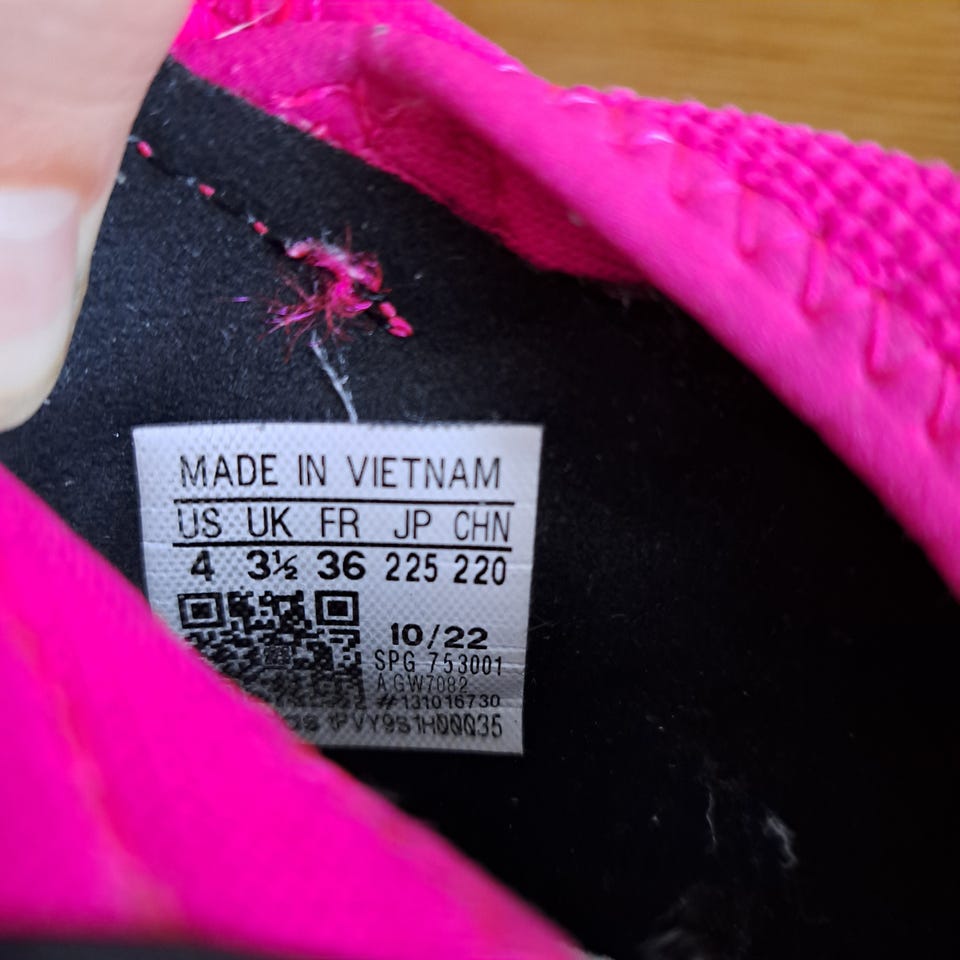 MADE IN VIETNAM
US UK FR JP CHN
4 3½ 36 225 220
10/22
SPG 753001
A GW7082
#131016730
1PVY9S1H00Q35